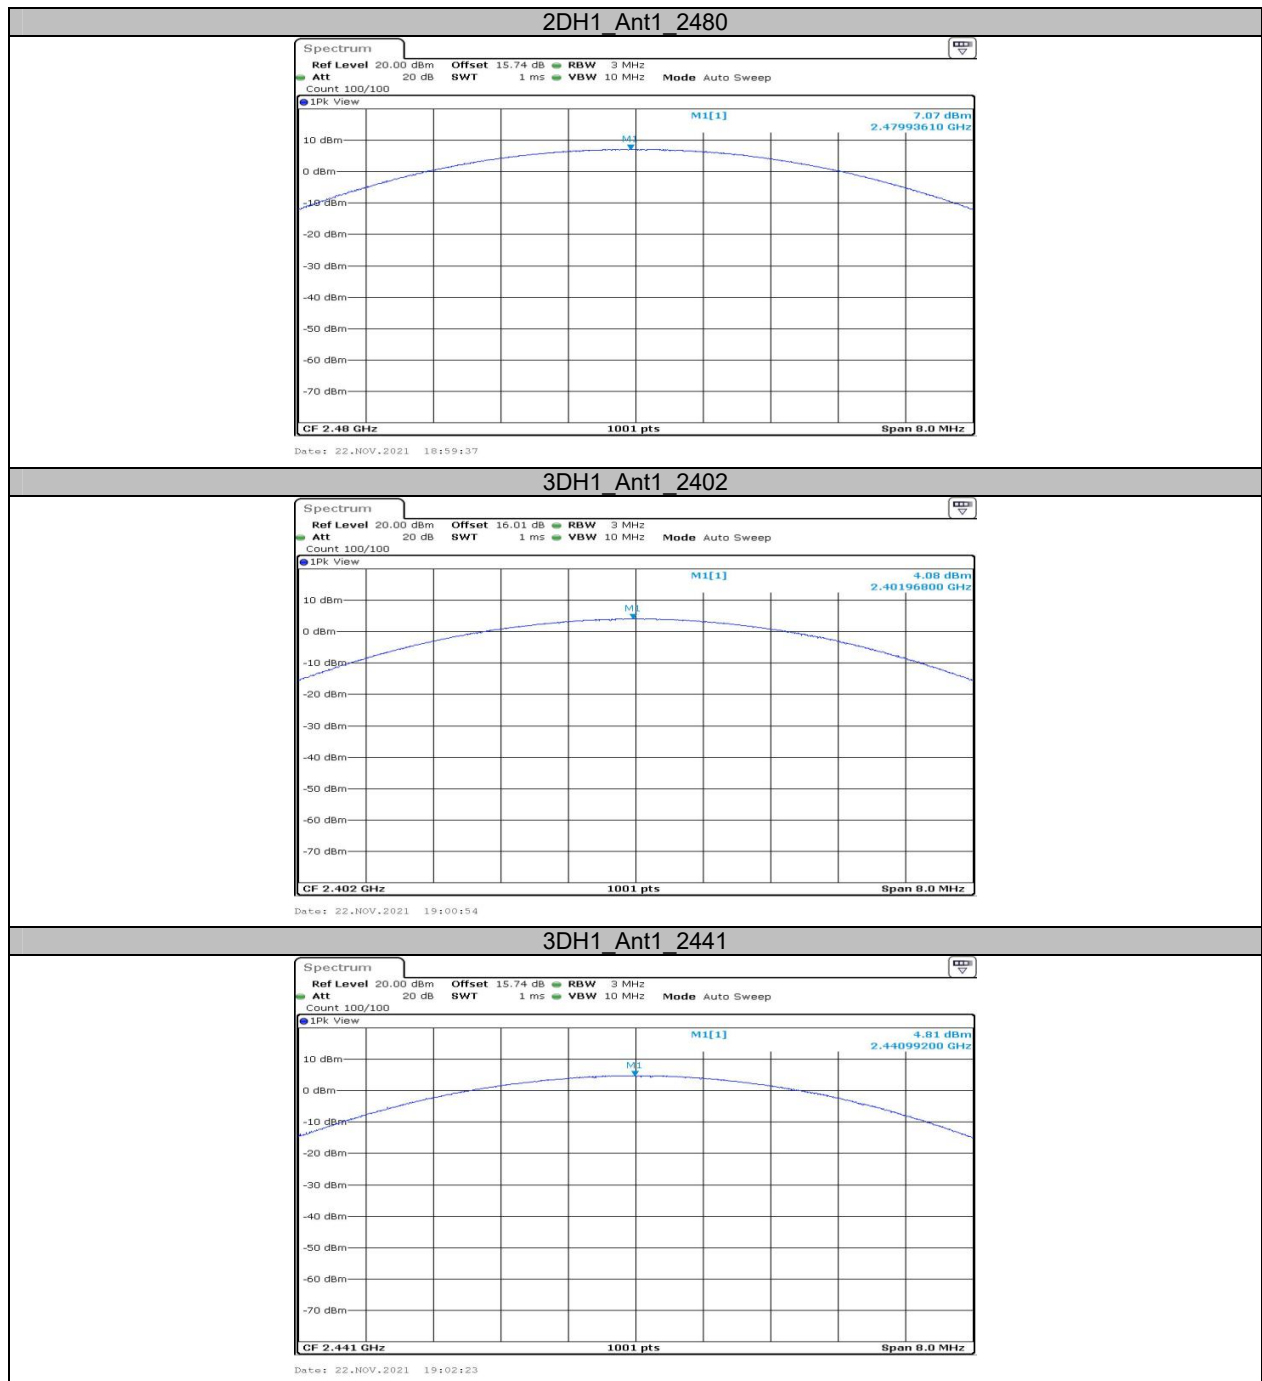 2DH1_Ant1_2480
Spectrum
Ref Level 20.00 dBm Offset 15.74 dB RBW 3 MHz
Att 20 dB SWT 1 ms VBW 10 MHz Mode Auto Sweep
Count 100/100
1Pk View
M1[1] 7.07 dBm
2.47993610 GHz
M1
10 dBm
0 dBm
-10 dBm
-20 dBm
-30 dBm
-40 dBm
-50 dBm
-60 dBm
-70 dBm
CF 2.48 GHz 1001 pts Span 8.0 MHz
Date: 22.NOV.2021 18:59:37
3DH1_Ant1_2402
Spectrum
Ref Level 20.00 dBm Offset 16.01 dB RBW 3 MHz
Att 20 dB SWT 1 ms VBW 10 MHz Mode Auto Sweep
Count 100/100
1Pk View
M1[1] 4.08 dBm
2.40196800 GHz
10 dBm
M1
0 dBm
-10 dBm
-20 dBm
-30 dBm
-40 dBm
-50 dBm
-60 dBm
-70 dBm
CF 2.402 GHz 1001 pts Span 8.0 MHz
Date: 22.NOV.2021 19:00:54
3DH1_Ant1_2441
Spectrum
Ref Level 20.00 dBm Offset 15.74 dB RBW 3 MHz
Att 20 dB SWT 1 ms VBW 10 MHz Mode Auto Sweep
Count 100/100
1Pk View
M1[1] 4.81 dBm
2.44099200 GHz
10 dBm
M1
0 dBm
-10 dBm
-20 dBm
-30 dBm
-40 dBm
-50 dBm
-60 dBm
-70 dBm
CF 2.441 GHz 1001 pts Span 8.0 MHz
Date: 22.NOV.2021 19:02:23